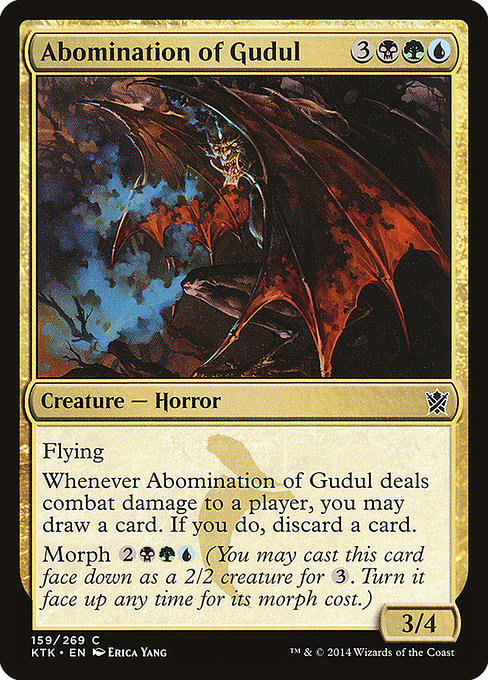 Abomination of Gudul 3
Creature — Horror
Flying
Whenever Abomination of Gudul deals
combat damage to a player, you may
draw a card. If you do, discard a card.
Morph 2 (You may cast this card
face down as a 2/2 creature for 3. Turn it
face up any time for its morph cost.)
3/4
159/269 C
KTK • EN Erica Yang
™ & © 2014 Wizards of the Coast